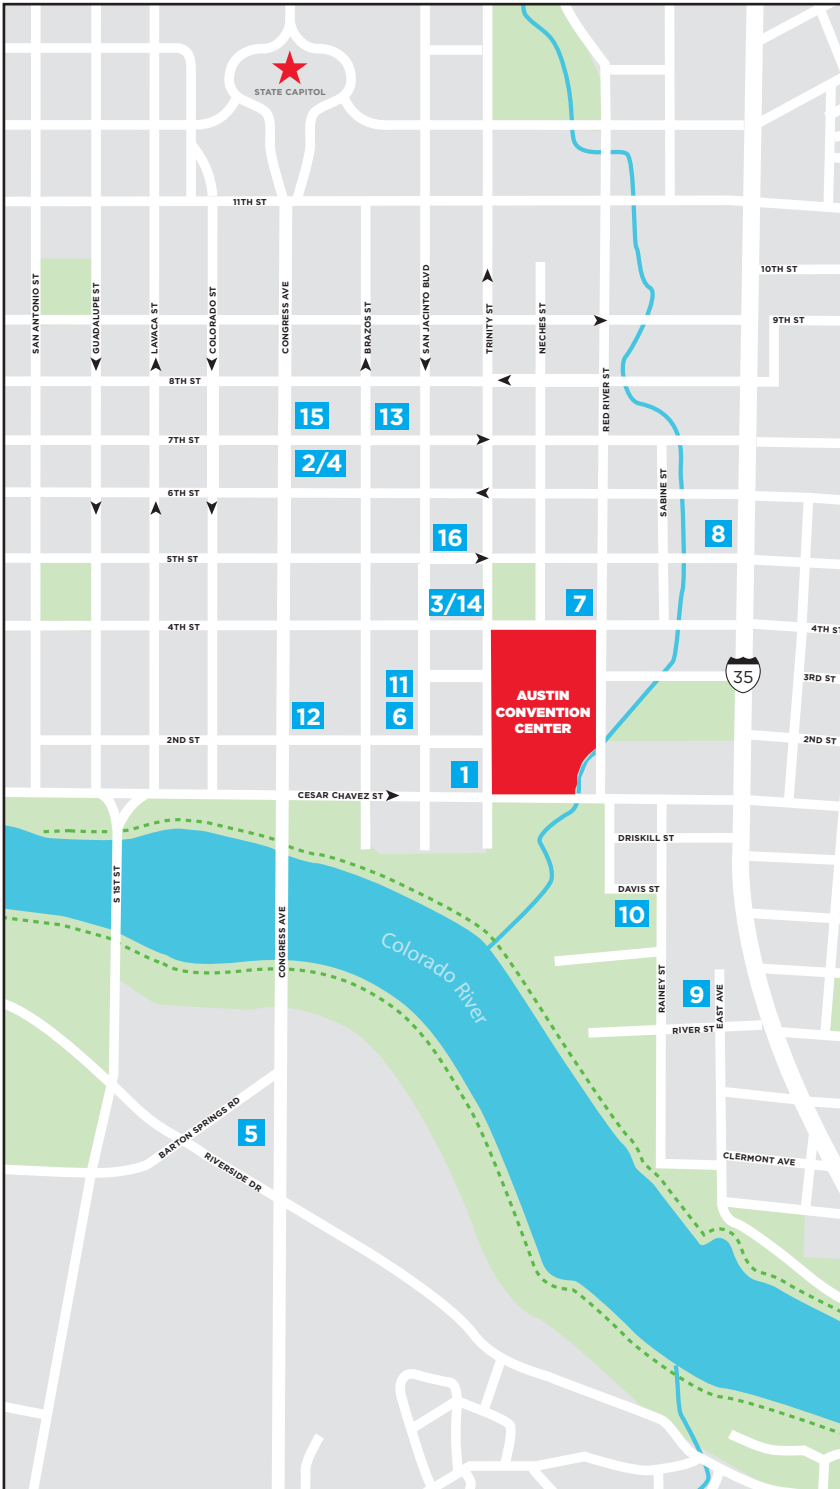 STATE CAPITOL
11TH ST
SAN ANTONIO ST
GUADALUPE ST
LAVACA ST
COLORADO ST
CONGRESS AVE
BRAZOS ST
SAN JACINTO BLVD
TRINITY ST
NECHES ST
10TH ST
9TH ST
RED RIVER ST
8TH ST
15
13
7TH ST
2/4
SABINE ST
6TH ST
16
8
5TH ST
3/14
7
4TH ST
4TH ST
11
AUSTIN
CONVENTION
CENTER
35
3RD ST
12
6
2ND ST
2ND ST
1
CESAR CHAVEZ ST
DRISKILL ST
S 1ST ST
DAVIS ST
10
CONGRESS AVE
Colorado River
RAINEY ST
9
EAST AVE
RIVER ST
BARTON SPRINGS RD
5
RIVERSIDE DR
CLERMONT AVE